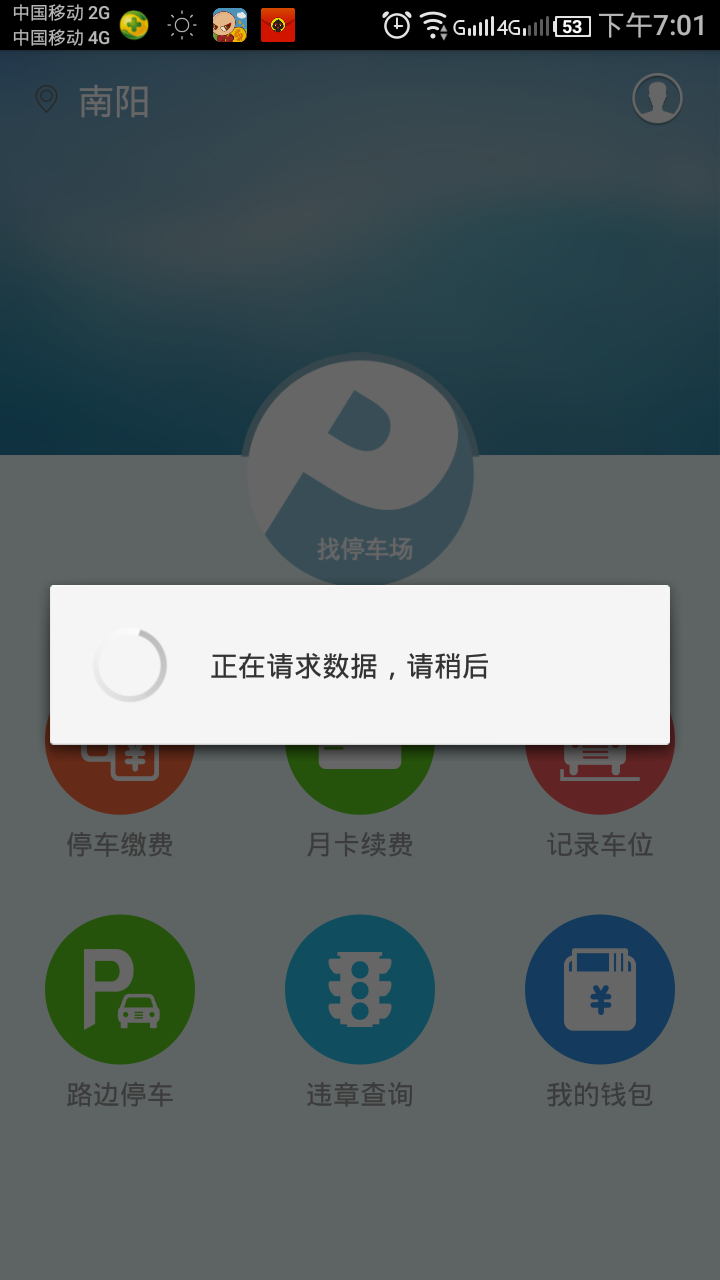 中国移动 2G
中国移动 4G
G 4G 53 下午7:01
南阳
找停车场
正在请求数据，请稍后
停车缴费 月卡续费 记录车位
路边停车 违章查询 我的钱包